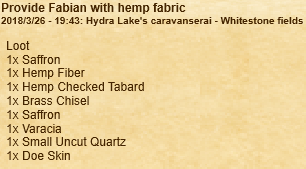 Provide Fabian with hemp fabric
2018/3/26 - 19:43: Hydra Lake's caravanserai - Whitestone fields
Loot
1x Saffron
1x Hemp Fiber
1x Hemp Checked Tabard
1x Brass Chisel
1x Saffron
1x Varacia
1x Small Uncut Quartz
1x Doe Skin